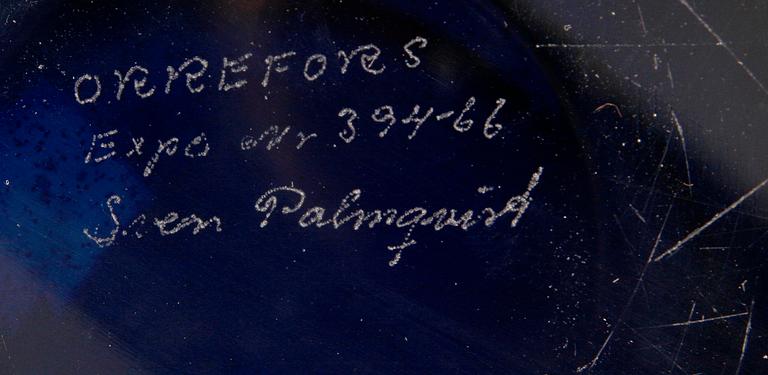 ORREFORS
Expo Nr 394-66
Sven Palmqvist